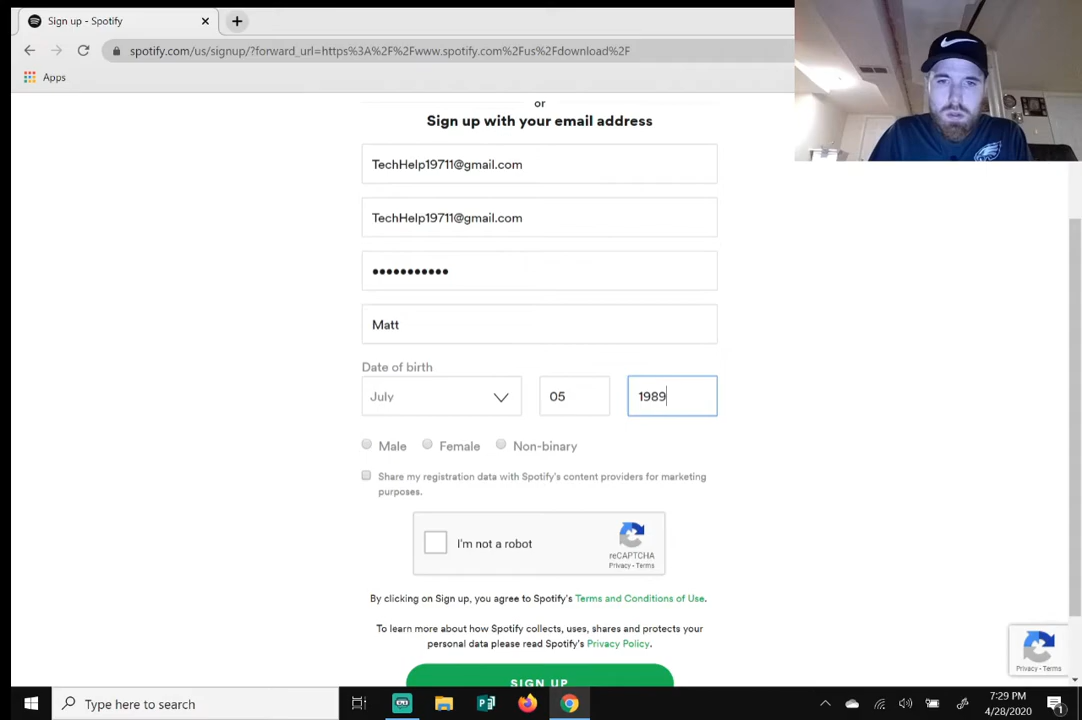 Sign up - Spotify
spotify.com/us/signup/?forward_url=https%3A%2F%2Fwww.spotify.com%2Fus%2Fdownload%2F
Apps
or
Sign up with your email address
TechHelp19711@gmail.com
TechHelp19711@gmail.com
•••••••••••
Matt
Date of birth
July 05 1989
Male Female Non-binary
Share my registration data with Spotify's content providers for marketing
purposes.
I'm not a robot
reCAPTCHA
Privacy - Terms
By clicking on Sign up, you agree to Spotify's Terms and Conditions of Use.
To learn more about how Spotify collects, uses, shares and protects your
personal data please read Spotify's Privacy Policy.
SIGN UP
Privacy - Terms
Type here to search
7:29 PM
4/28/2020
1